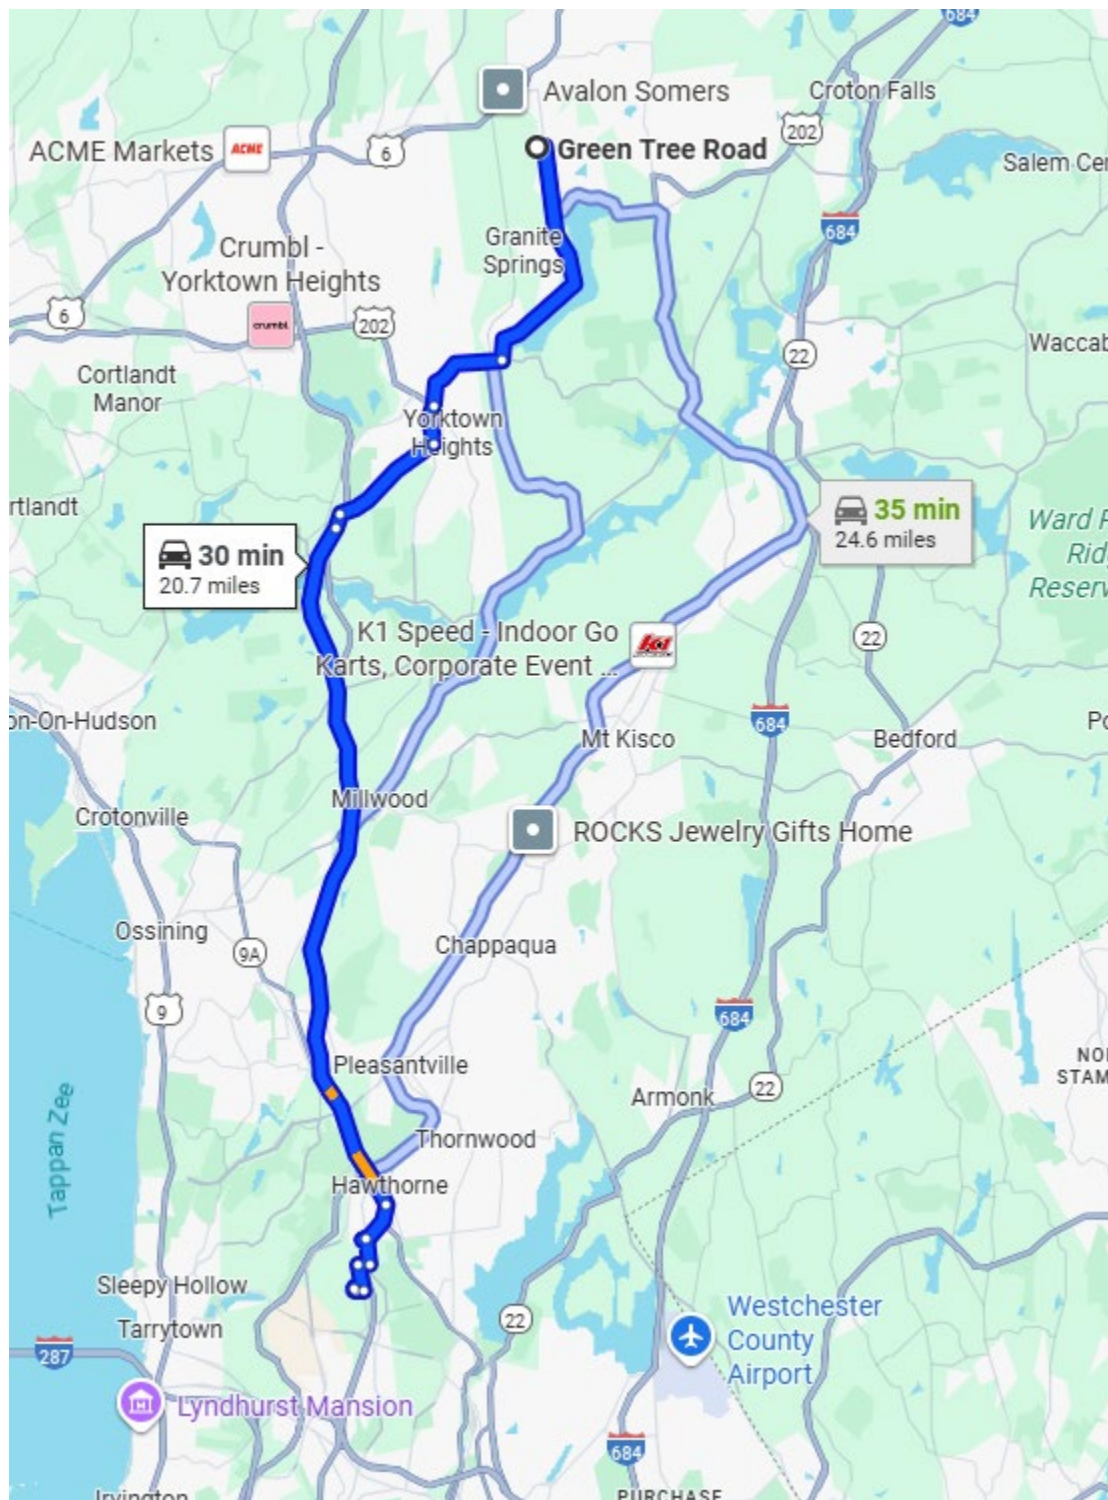 684
Avalon Somers
Croton Falls
202
ACME Markets
ACME
6
Green Tree Road
Salem Cen
684
Granite
Springs
Crumbl -
Yorktown Heights
6
crumbl
202
22
Waccab
Cortlandt
Manor
Yorktown
Heights
rtlandt
35 min
24.6 miles
Ward P
Rid
Reserv
30 min
20.7 miles
K1 Speed - Indoor Go
Karts, Corporate Event ...
K1
22
on-On-Hudson
684
Mt Kisco
Bedford
Po
Millwood
Crotonville
ROCKS Jewelry Gifts Home
Ossining
Chappaqua
9A
9
684
Pleasantville
NO
STAM
22
Armonk
Tappan Zee
Thornwood
Hawthorne
Sleepy Hollow
Tarrytown
22
Westchester
County
Airport
287
Lyndhurst Mansion
684
Irvington
PURCHASE